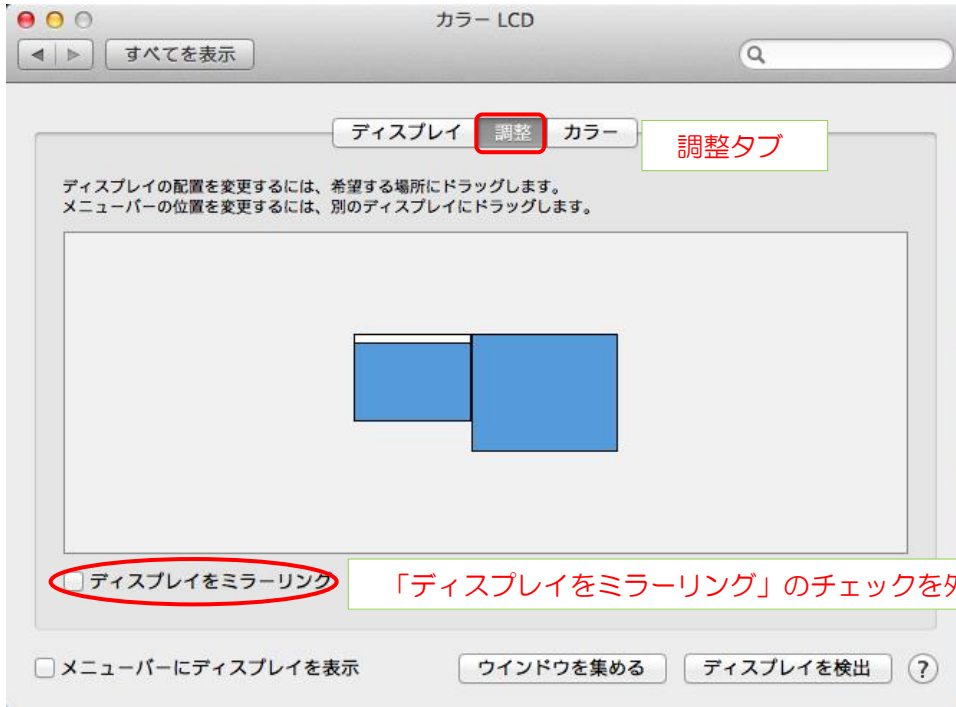 カラー LCD
すべてを表示
ディスプレイ 調整 カラー
調整タブ
ディスプレイの配置を変更するには、希望する場所にドラッグします。
メニューバーの位置を変更するには、別のディスプレイにドラッグします。
ディスプレイをミラーリング
「ディスプレイをミラーリング」のチェックを
メニューバーにディスプレイを表示
ウインドウを集める ディスプレイを検出 ?